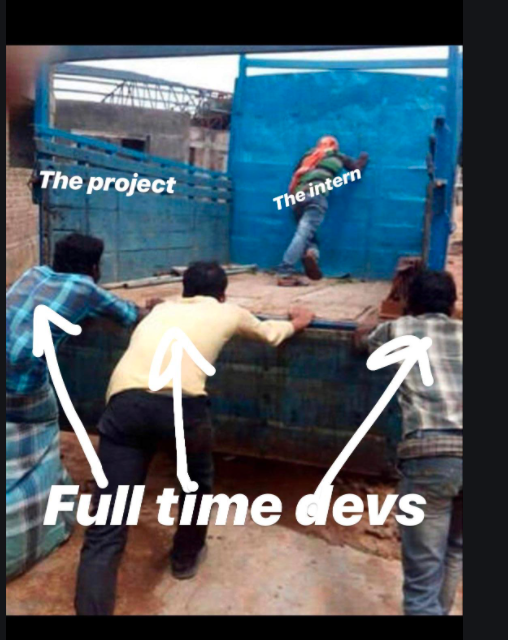 The project
The intern
Full time devs